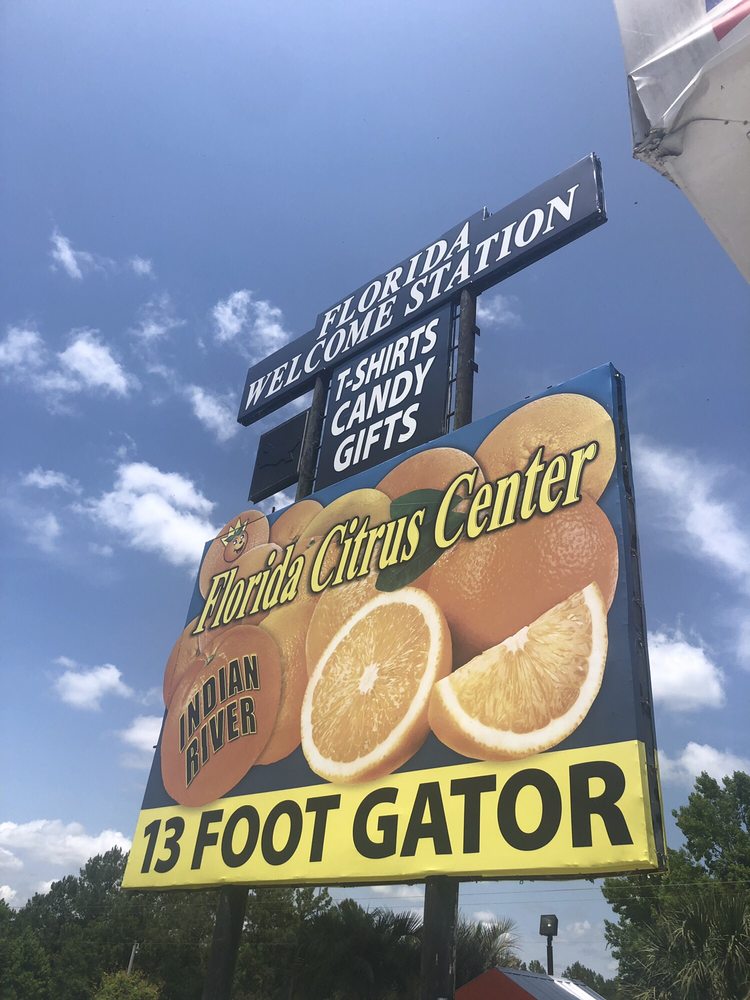 FLORIDA
WELCOME STATION
T-SHIRTS
CANDY
GIFTS
Florida Citrus Center
INDIAN
RIVER
13 FOOT GATOR